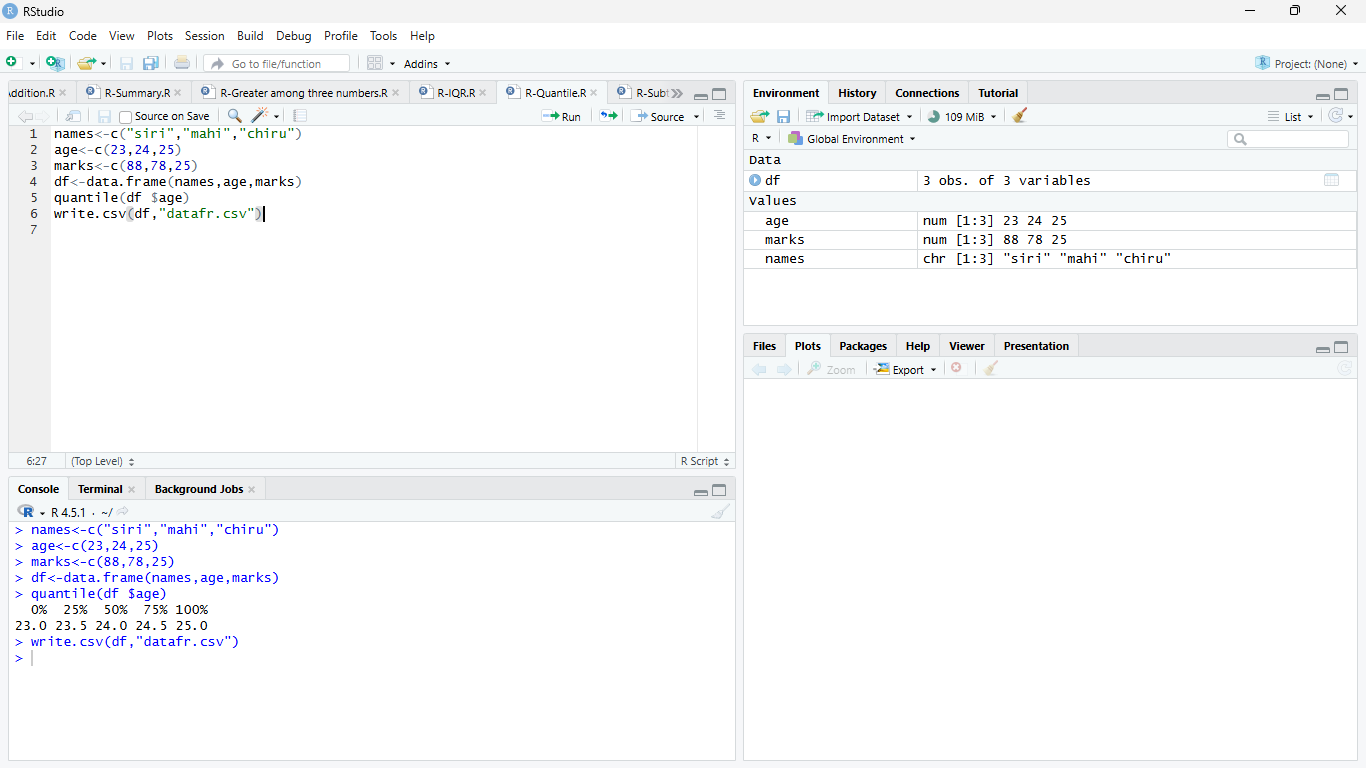 RStudio
File Edit Code View Plots Session Build Debug Profile Tools Help
Go to file/function Addins Project: (None)
ddition.R R-Summary.R R-Greater among three numbers.R R-IQR.R R-Quantile.R R-Subt
Source on Save Run Source
1 names<-c("siri","mahi","chiru")
2 age<-c(23,24,25)
3 marks<-c(88,78,25)
4 df<-data.frame(names,age,marks)
5 quantile(df $age)
6 write.csv(df,"datafr.csv")
7
6:27 (Top Level) R Script
Console Terminal Background Jobs
R 4.5.1 · ~/
> names<-c("siri","mahi","chiru")
> age<-c(23,24,25)
> marks<-c(88,78,25)
> df<-data.frame(names,age,marks)
> quantile(df $age)
0% 25% 50% 75% 100%
23.0 23.5 24.0 24.5 25.0
> write.csv(df,"datafr.csv")
>
Environment History Connections Tutorial
Import Dataset 109 MiB List
R Global Environment
Data
df 3 obs. of 3 variables
Values
age num [1:3] 23 24 25
marks num [1:3] 88 78 25
names chr [1:3] "siri" "mahi" "chiru"
Files Plots Packages Help Viewer Presentation
Zoom Export